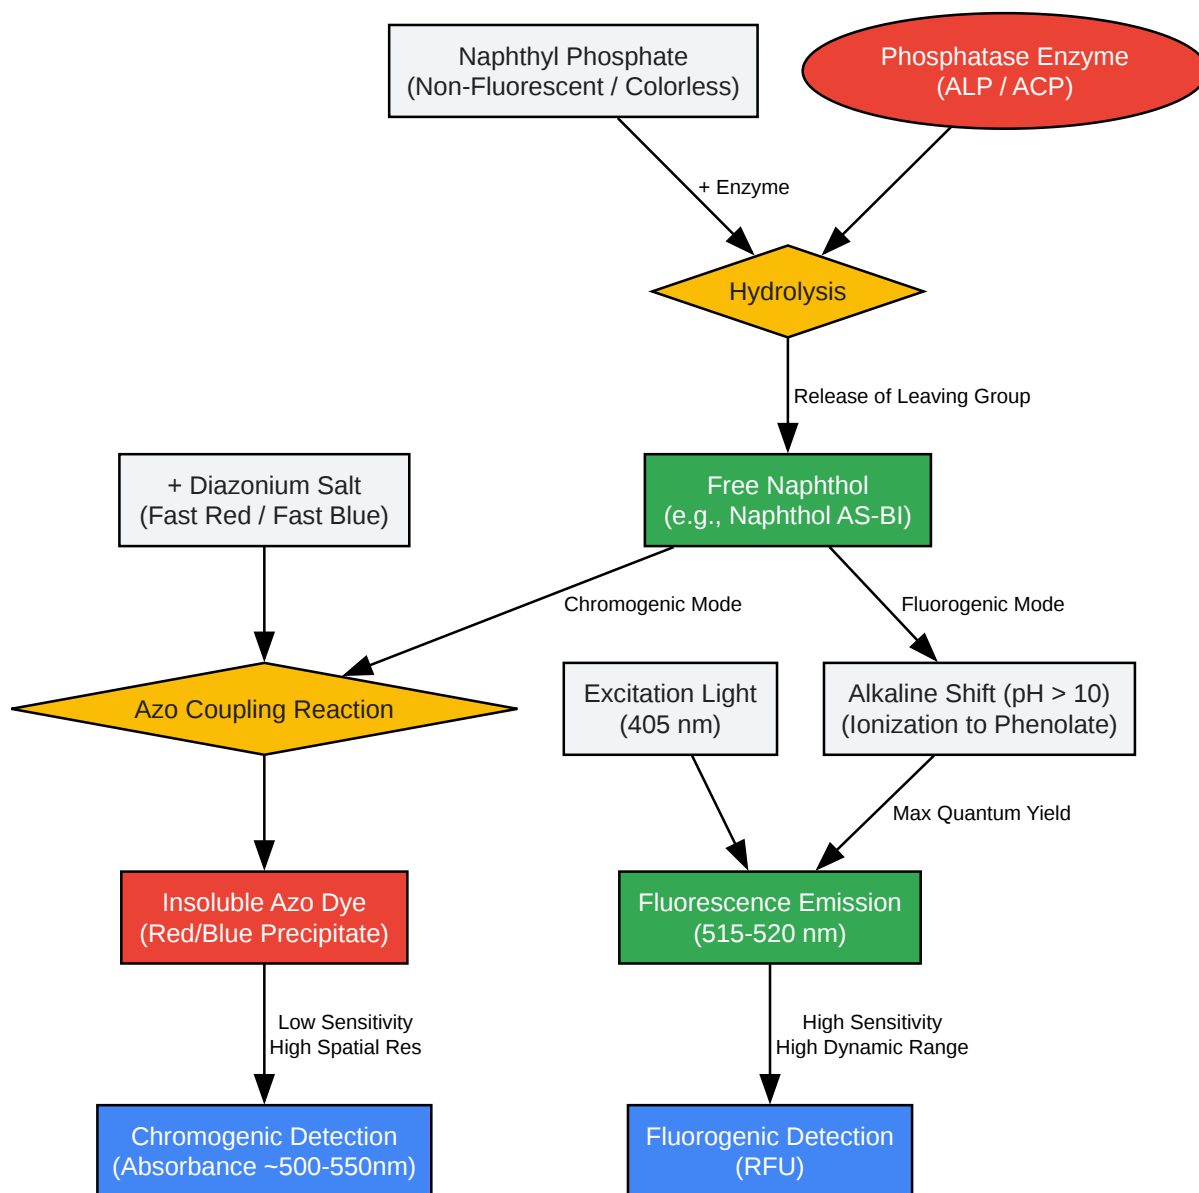 Naphthyl Phosphate
(Non-Fluorescent / Colorless)
Phosphatase Enzyme
(ALP / ACP)
+ Enzyme
Hydrolysis
Release of Leaving Group
+ Diazonium Salt
(Fast Red / Fast Blue)
Free Naphthol
(e.g., Naphthol AS-BI)
Chromogenic Mode
Fluorogenic Mode
Azo Coupling Reaction
Excitation Light
(405 nm)
Alkaline Shift (pH > 10)
(Ionization to Phenolate)
Max Quantum Yield
Insoluble Azo Dye
(Red/Blue Precipitate)
Fluorescence Emission
(515-520 nm)
Low Sensitivity
High Spatial Res
High Sensitivity
High Dynamic Range
Chromogenic Detection
(Absorbance ~500-550nm)
Fluorogenic Detection
(RFU)